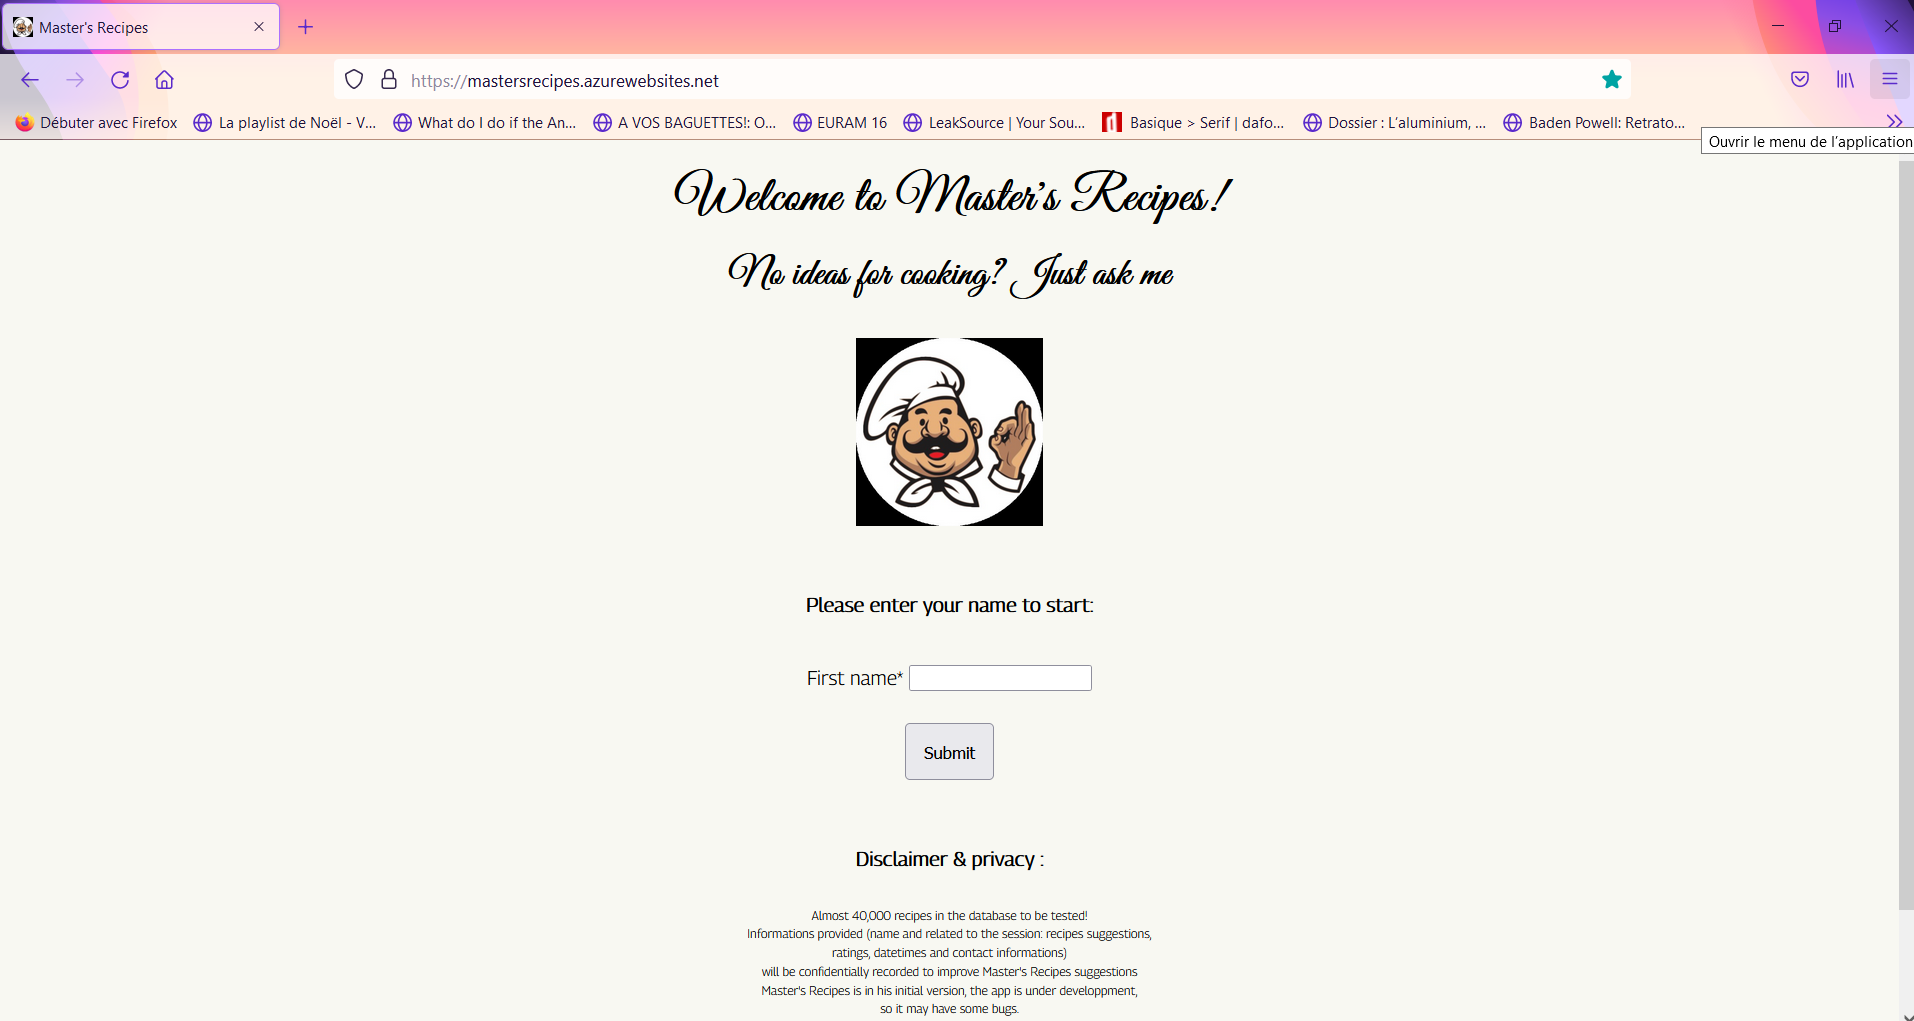 Master's Recipes
https://mastersrecipes.azurewebsites.net
Débuter avec Firefox
La playlist de Noël - V...
What do I do if the An...
A VOS BAGUETTES!: O...
EURAM 16
LeakSource | Your Sou...
Basique > Serif | dafo...
Dossier : L’aluminium, ...
Baden Powell: Retrato...
Ouvrir le menu de l’application
Welcome to Master's Recipes!
No ideas for cooking? Just ask me
Please enter your name to start:
First name*
Submit
Disclaimer & privacy :
Almost 40,000 recipes in the database to be tested!
Informations provided (name and related to the session: recipes suggestions,
ratings, datetimes and contact informations)
will be confidentially recorded to improve Master's Recipes suggestions
Master's Recipes is in his initial version, the app is under developpment,
so it may have some bugs.